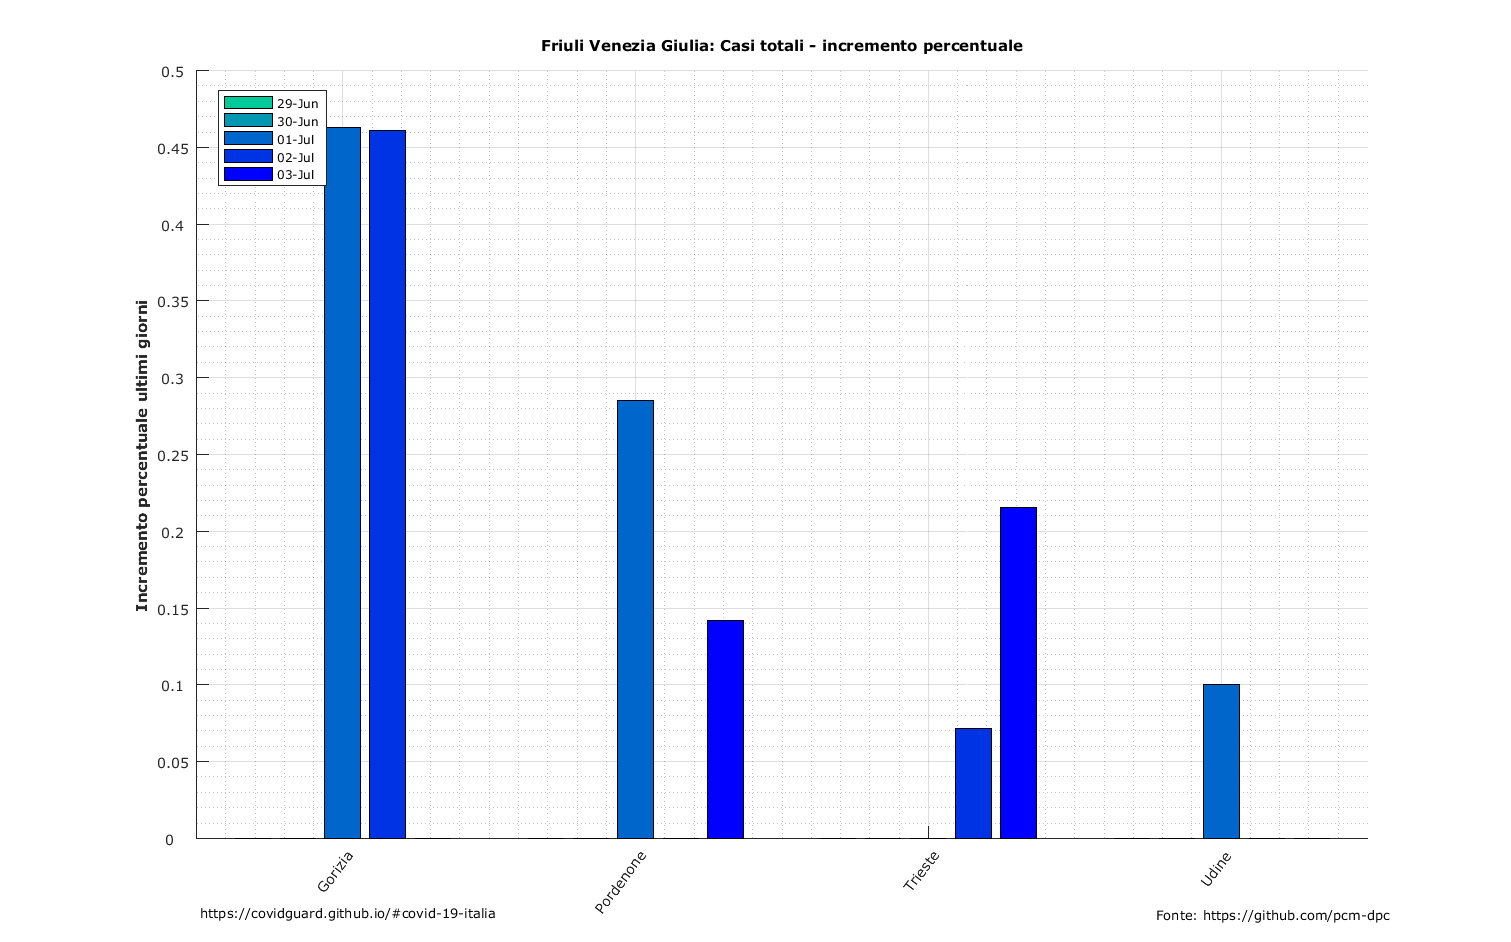 Friuli Venezia Giulia: Casi totali - incremento percentuale
0.5
0.45
0.4
0.35
0.3
0.25
0.2
0.15
0.1
0.05
0
Incremento percentuale ultimi giorni
29-Jun
30-Jun
01-Jul
02-Jul
03-Jul
Gorizia
Pordenone
Trieste
Udine
https://covidguard.github.io/#covid-19-italia
Fonte: https://github.com/pcm-dpc